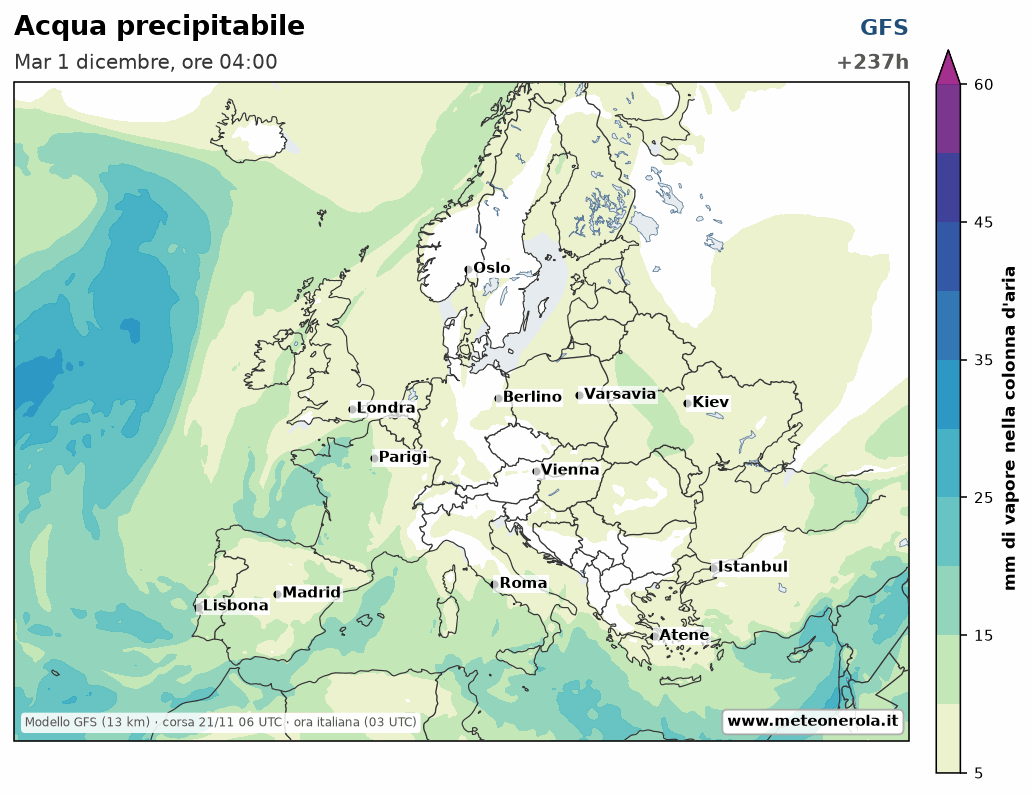 Acqua precipitabile
GFS
Mar 1 dicembre, ore 04:00
+237h
60
45
35
25
15
5
mm di vapore nella colonna d'aria
Oslo
Londra
Berlino
Varsavia
Kiev
Parigi
Vienna
Istanbul
Roma
Madrid
Lisbona
Atene
Modello GFS (13 km) · corsa 21/11 06 UTC · ora italiana (03 UTC)
www.meteonerola.it